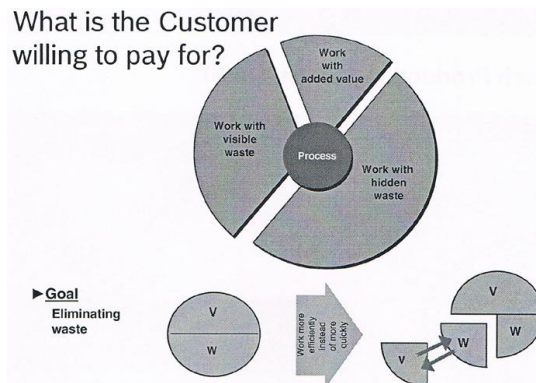 What is the Customer
willing to pay for?
Work
with
added value
Work with
visible
waste
Process
Work with
hidden
waste
►Goal
Eliminating
waste
V
W
Work more
efficiently
instead
of more
quickly
V
W
V
W